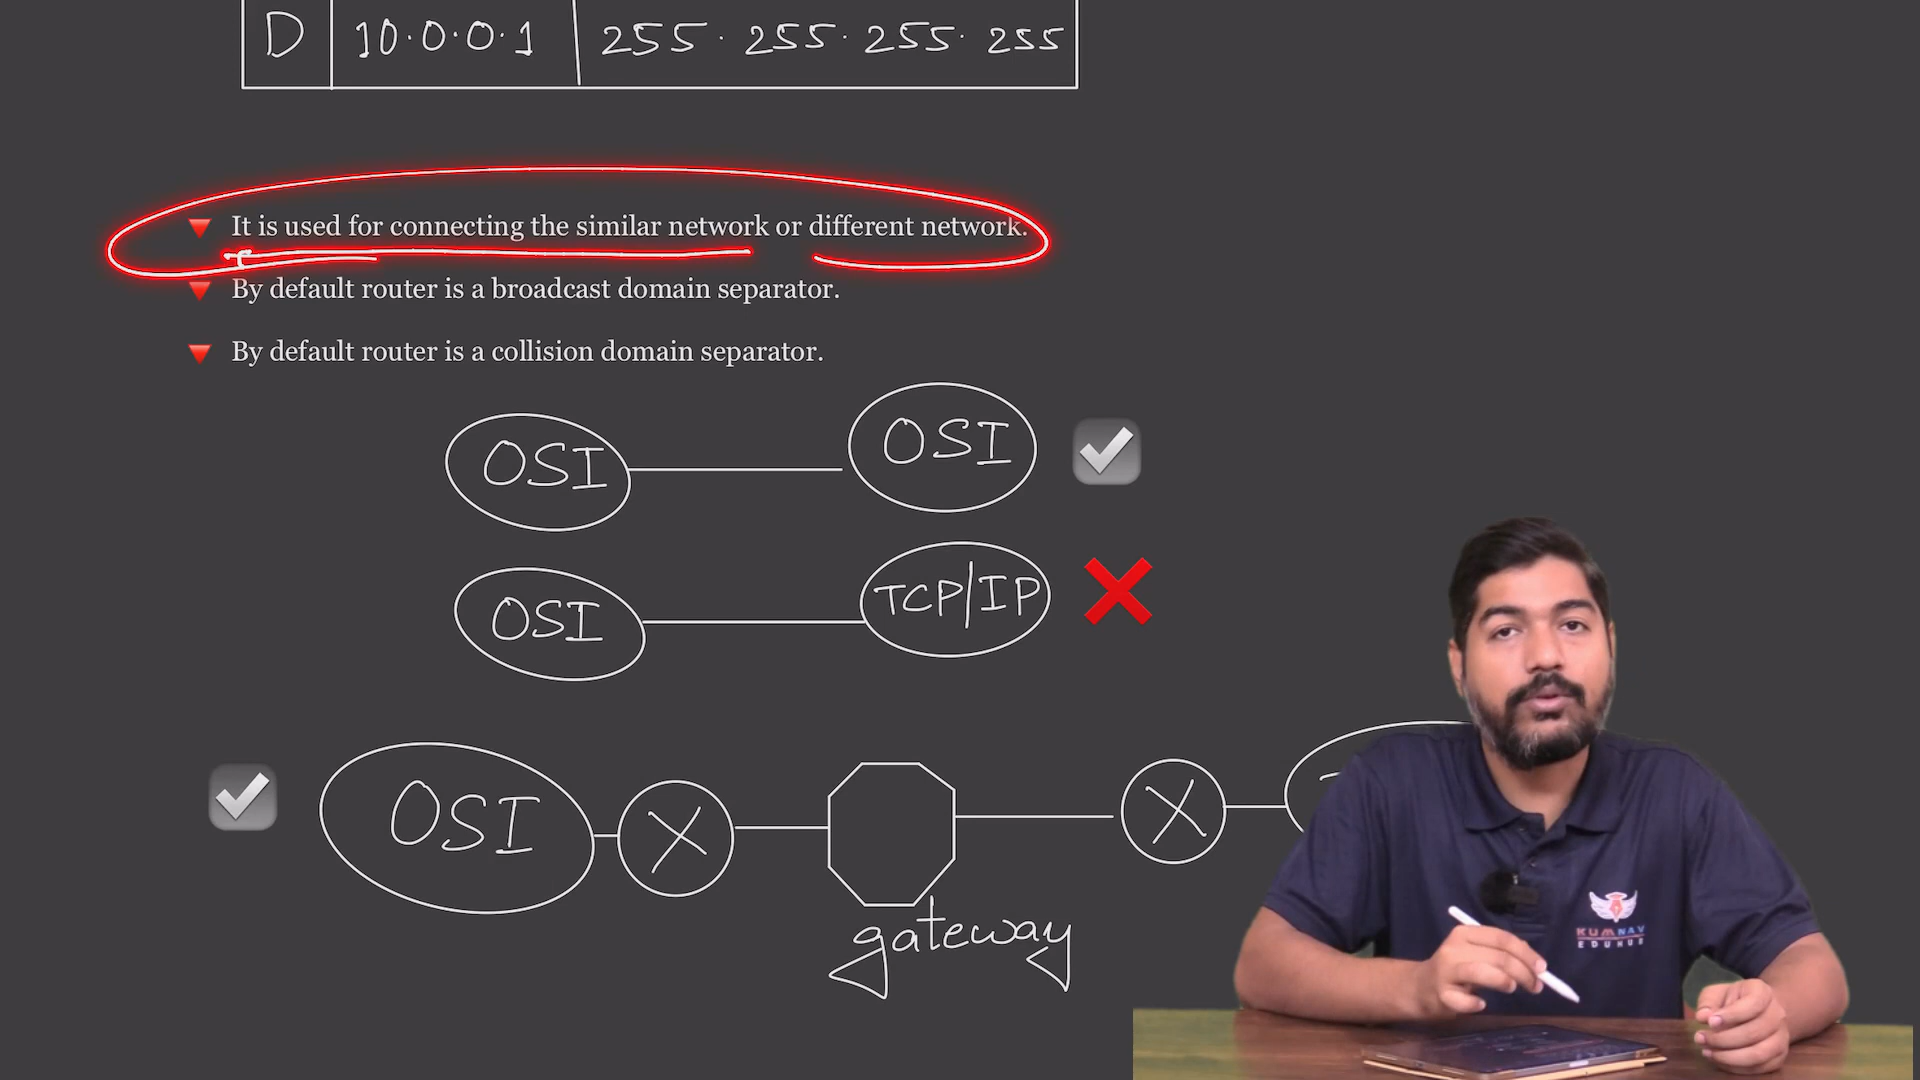 D 10.0.0.1 255.255.255.255
It is used for connecting the similar network or different network.
By default router is a broadcast domain separator.
By default router is a collision domain separator.
OSI OSI
OSI TCP/IP
OSI X X
gateway
KUMNAV
EDUHUB